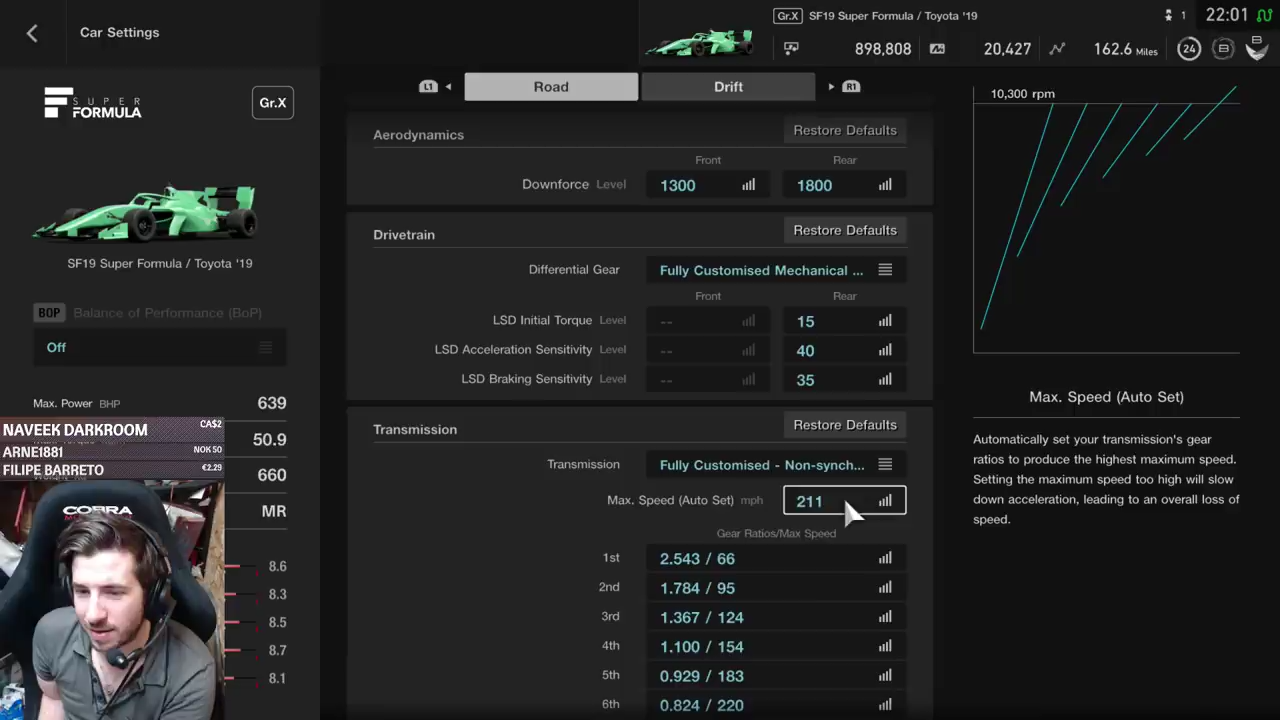 Car Settings
Gr.X SF19 Super Formula / Toyota '19
1 22:01
898,808 20,427 162.6 Miles 24 B B
SUPER FORMULA
Gr.X
SF19 Super Formula / Toyota '19
BOP Balance of Performance (BoP)
Off
Max. Power BHP 639
50.9
660
MR
NAVEEK DARKROOM CA$2
ARNE1881 NOK 50
FILIPE BARRETO €2.29
COBRA
8.6
8.3
8.5
8.7
8.1
L1 Road Drift R1
Aerodynamics Restore Defaults
Front Rear
Downforce Level 1300 1800
Drivetrain Restore Defaults
Differential Gear Fully Customised Mechanical ...
Front Rear
LSD Initial Torque Level -- 15
LSD Acceleration Sensitivity Level -- 40
LSD Braking Sensitivity Level -- 35
Transmission Restore Defaults
Transmission Fully Customised - Non-synch...
Max. Speed (Auto Set) mph 211
Gear Ratios/Max Speed
1st 2.543 / 66
2nd 1.784 / 95
3rd 1.367 / 124
4th 1.100 / 154
5th 0.929 / 183
6th 0.824 / 220
10,300 rpm
Max. Speed (Auto Set)
Automatically set your transmission's gear
ratios to produce the highest maximum speed.
Setting the maximum speed too high will slow
down acceleration, leading to an overall loss of
speed.